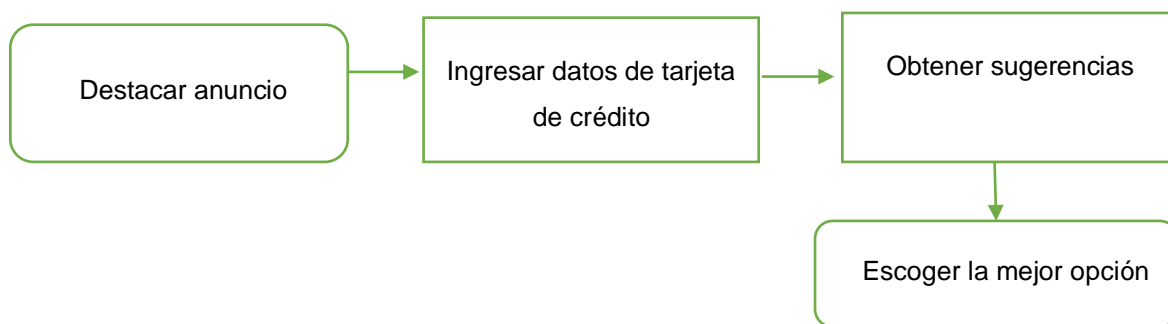 Destacar anuncio
Ingresar datos de tarjeta
de crédito
Obtener sugerencias
Escoger la mejor opción